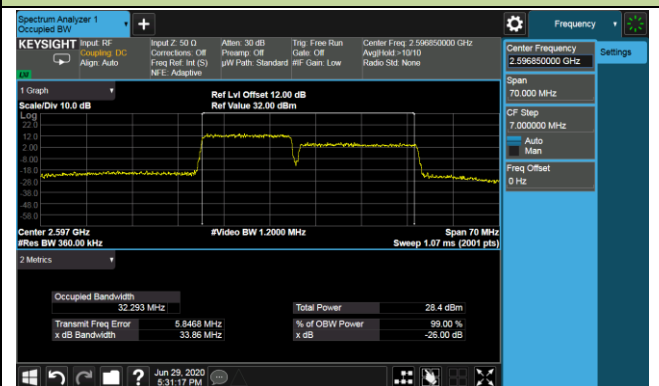 Spectrum Analyzer 1
Occupied BW
Frequency
KEYSIGHT
Input: RF
Coupling: DC
Align: Auto
Input Z: 50 Ω
Corrections: Off
Freq Ref: Int (S)
NFE: Adaptive
Atten: 30 dB
Preamp: Off
µW Path: Standard
Trig: Free Run
Gate: Off
#IF Gain: Low
Center Freq: 2.596850000 GHz
Avg|Hold:>10/10
Radio Std: None
Center Frequency
2.596850000 GHz
Settings
Span
70.000 MHz
CF Step
7.000000 MHz
Auto
Man
Freq Offset
0 Hz
1 Graph
Scale/Div 10.0 dB
Ref Lvl Offset 12.00 dB
Ref Value 32.00 dBm
Log
22.0
12.0
2.00
-8.00
-18.0
-28.0
-38.0
-48.0
-58.0
Center 2.597 GHz
#Res BW 360.00 kHz
#Video BW 1.2000 MHz
Span 70 MHz
Sweep 1.07 ms (2001 pts)
2 Metrics
Occupied Bandwidth
32.293 MHz
Total Power 28.4 dBm
Transmit Freq Error 5.8468 MHz
% of OBW Power 99.00 %
x dB Bandwidth 33.86 MHz
x dB -26.00 dB
Jun 29, 2020
5:31:17 PM